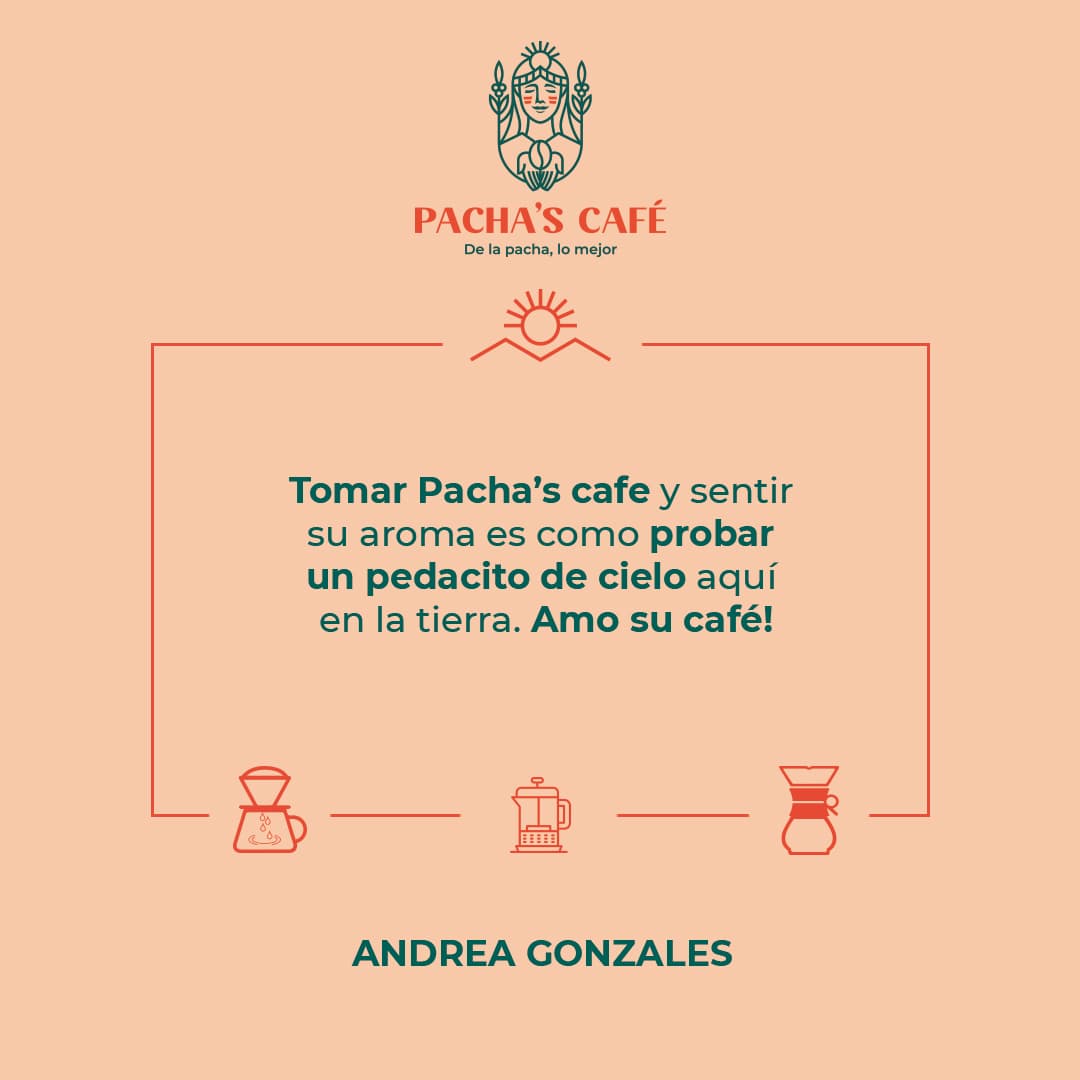 PACHA'S CAFÉ
De la pacha, lo mejor
Tomar Pacha’s cafe y sentir
su aroma es como probar
un pedacito de cielo aquí
en la tierra. Amo su café!
ANDREA GONZALES